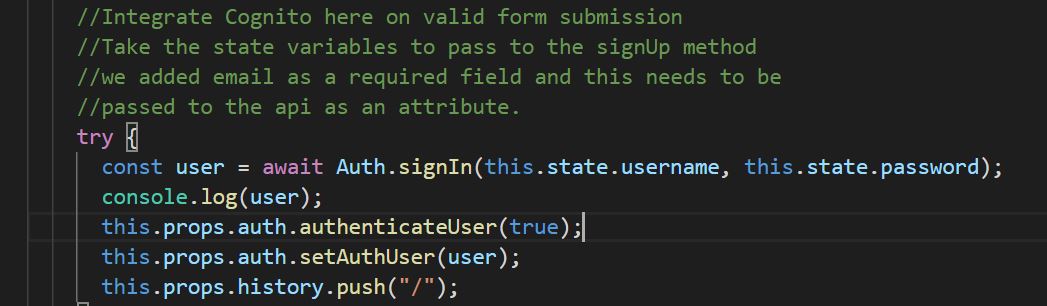 //Integrate Cognito here on valid form submission
//Take the state variables to pass to the signUp method
//we added email as a required field and this needs to be
//passed to the api as an attribute.
try {
const user = await Auth.signIn(this.state.username, this.state.password);
console.log(user);
this.props.auth.authenticateUser(true);
this.props.auth.setAuthUser(user);
this.props.history.push("/");